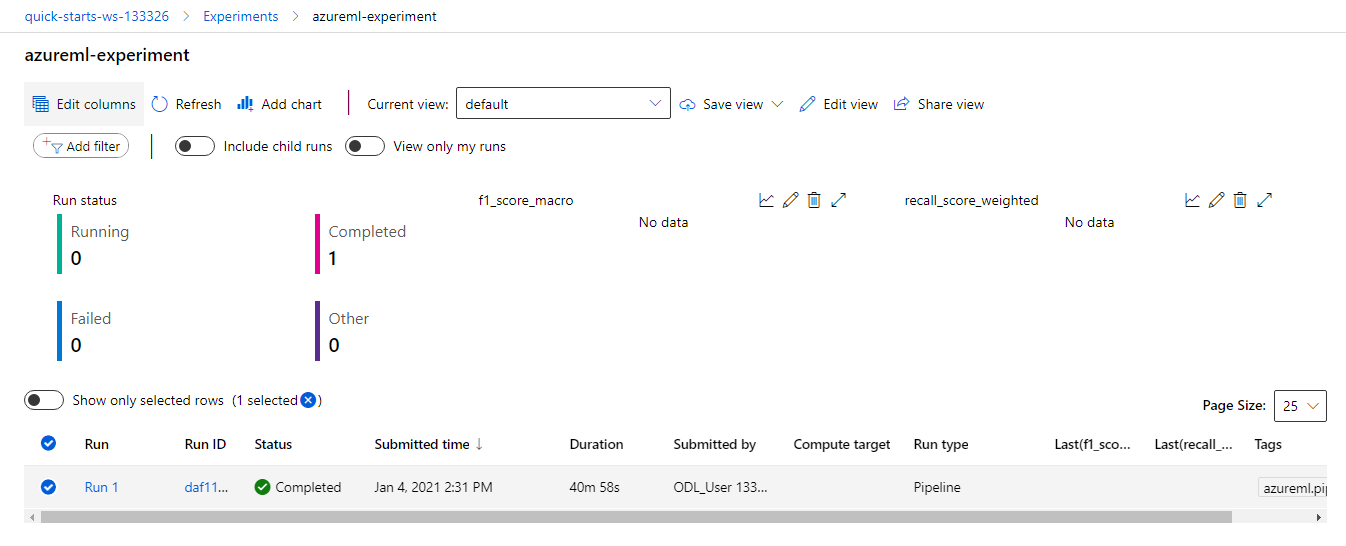 quick-starts-ws-133326 > Experiments > azureml-experiment
azureml-experiment
Edit columns Refresh Add chart Current view: default Save view Edit view Share view
Add filter Include child runs View only my runs
Run status f1_score_macro recall_score_weighted
No data No data
Running Completed
0 1
Failed Other
0 0
Show only selected rows (1 selected )
Page Size: 25
Run Run ID Status Submitted time ↓ Duration Submitted by Compute target Run type Last(f1_sco... Last(recall_... Tags
Run 1 daf11... Completed Jan 4, 2021 2:31 PM 40m 58s ODL_User 133... Pipeline azureml.pip